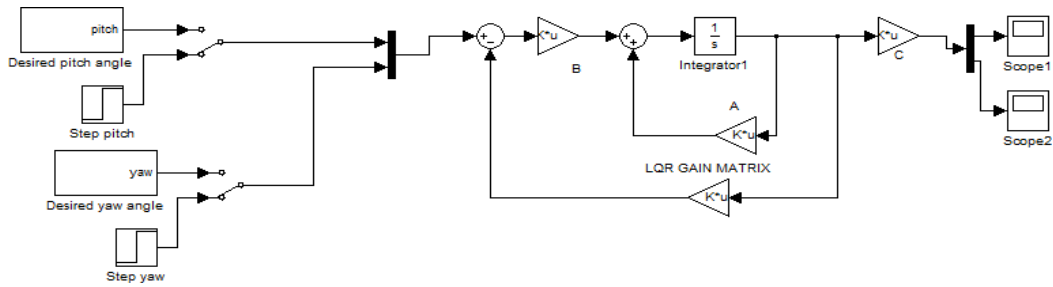 pitch
Desired pitch angle
Step pitch
yaw
Desired yaw angle
Step yaw
+
−
K*u
B
+
+
1
s
Integrator1
A
K*u
LQR GAIN MATRIX
K*u
K*u
C
Scope1
Scope2